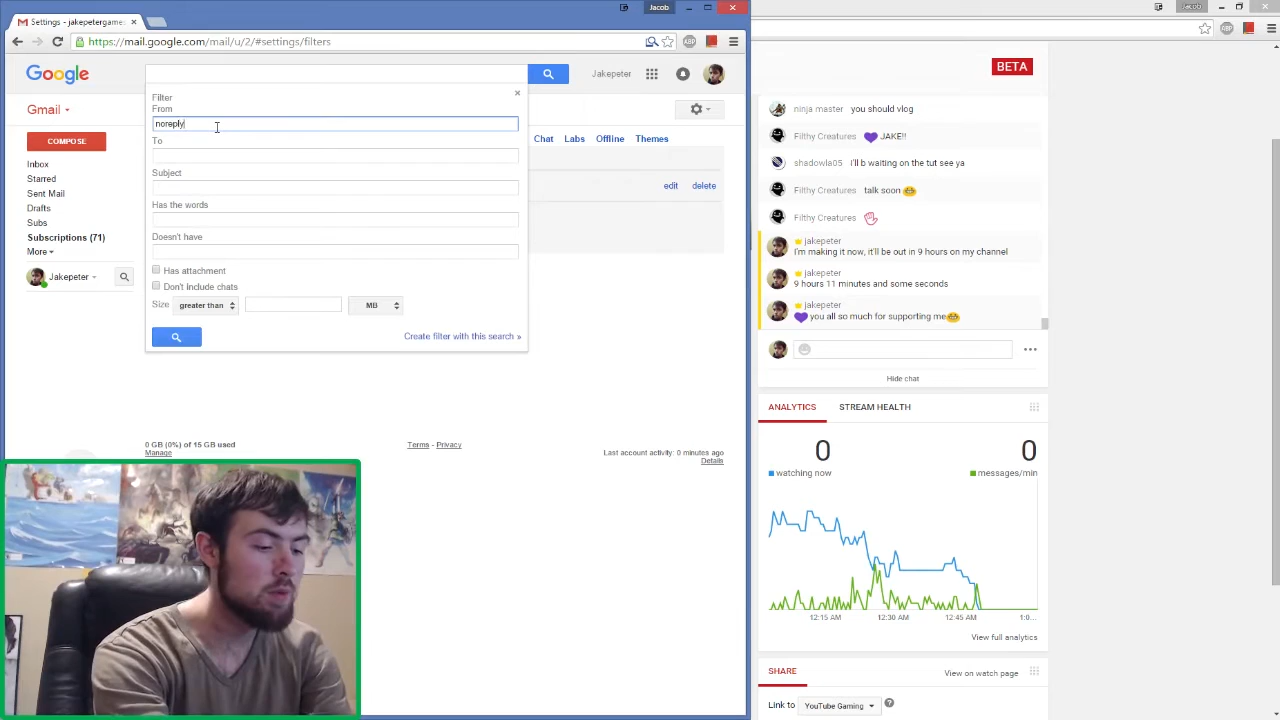 Settings - jakepetergame
Jacob
https://mail.google.com/mail/u/2/#settings/filters
ABP
Google
Jakepeter
Gmail
COMPOSE
Inbox
Starred
Sent Mail
Drafts
Subs
Subscriptions (71)
More
Jakepeter
Filter
From
noreply
To
Subject
Has the words
Doesn't have
Has attachment
Don't include chats
Size greater than MB
Create filter with this search »
Chat Labs Offline Themes
edit delete
0 GB (0%) of 15 GB used
Manage
Terms - Privacy
Last account activity: 0 minutes ago
Details
Jacob
ABP
BETA
ninja master you should vlog
Filthy Creatures JAKE!!
shadowla05 I'll b waiting on the tut see ya
Filthy Creatures talk soon
Filthy Creatures
jakepeter
I'm making it now, it'll be out in 9 hours on my channel
jakepeter
9 hours 11 minutes and some seconds
jakepeter
you all so much for supporting me
Hide chat
ANALYTICS STREAM HEALTH
0 0
watching now messages/min
12:15 AM 12:30 AM 12:45 AM 1:0...
View full analytics
SHARE View on watch page
Link to YouTube Gaming ?